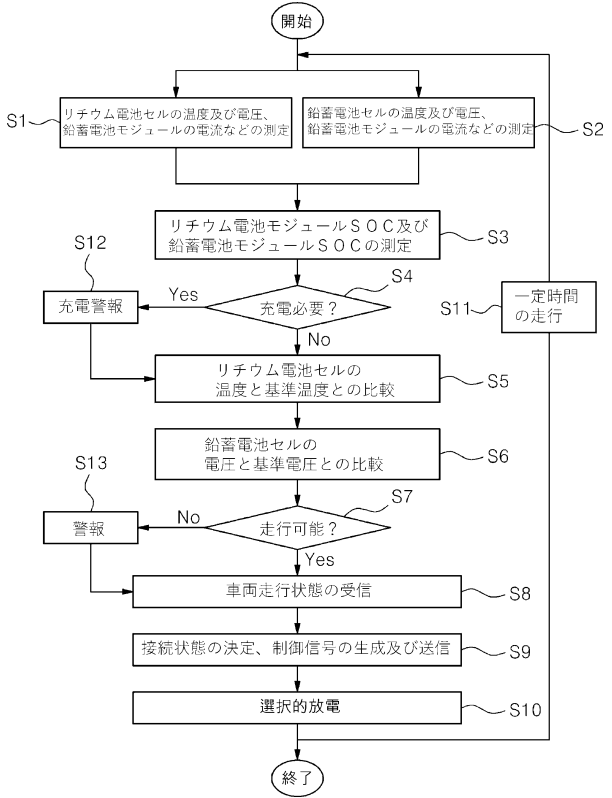 開始
S1
リチウム電池セルの温度及び電圧、
鉛蓄電池モジュールの電流などの測定
鉛蓄電池セルの温度及び電圧、
鉛蓄電池モジュールの電流などの測定
S2
リチウム電池モジュールSOC及び
鉛蓄電池モジュールSOCの測定
S3
S12
充電警報
Yes
充電必要？
S4
No
S11
一定時間
の走行
リチウム電池セルの
温度と基準温度との比較
S5
鉛蓄電池セルの
電圧と基準電圧との比較
S6
S13
警報
No
走行可能？
S7
Yes
車両走行状態の受信
S8
接続状態の決定、制御信号の生成及び送信
S9
選択的放電
S10
終了